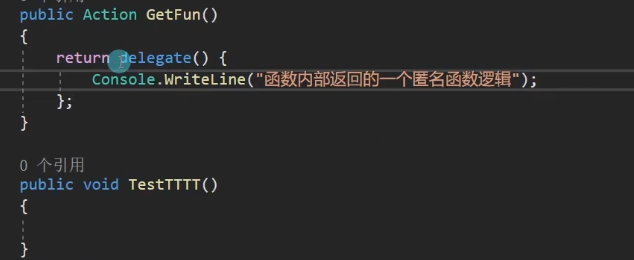 public Action GetFun()
{
return delegate() {
Console.WriteLine("函数内部返回的一个匿名函数逻辑");
};
}
0 个引用
public void TestTTTT()
{
}